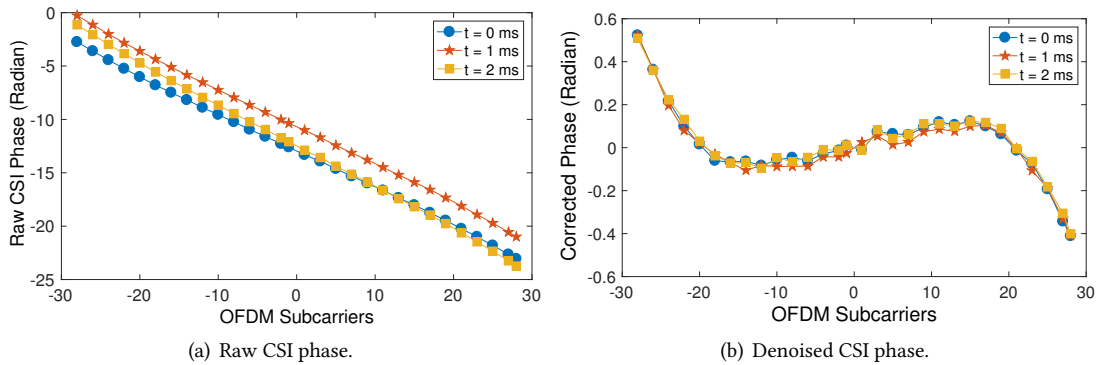 0
-5
-10
-15
-20
-25
-30
-20
-10
0
10
20
30
Raw CSI Phase (Radian)
OFDM Subcarriers
t = 0 ms
t = 1 ms
t = 2 ms
(a) Raw CSI phase.
0.6
0.4
0.2
0
-0.2
-0.4
-0.6
-30
-20
-10
0
10
20
30
Corrected Phase (Radian)
OFDM Subcarriers
t = 0 ms
t = 1 ms
t = 2 ms
(b) Denoised CSI phase.